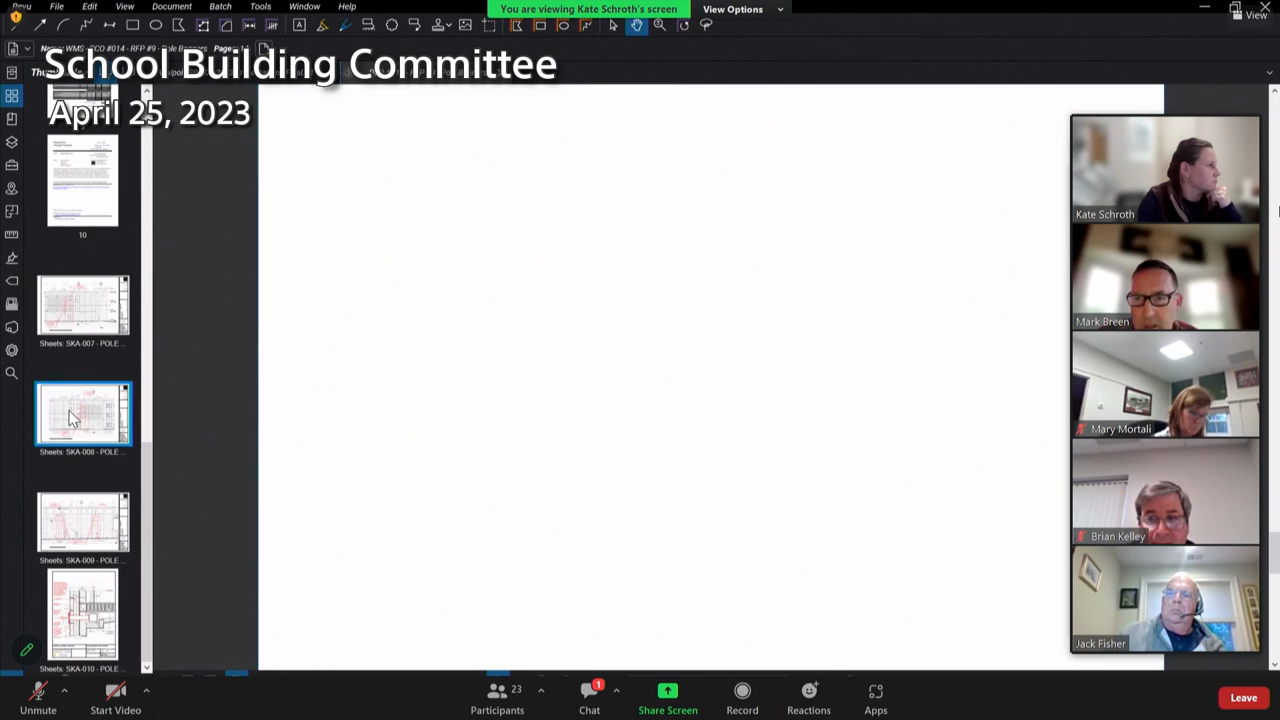 Revu File Edit View Document Batch Tools Window Help
You are viewing Kate Schroth's screen
View Options
View
School Building Committee
April 25, 2023
10
Sheets: SKA-007 - POLE ...
Sheets: SKA-008 - POLE ...
Sheets: SKA-009 - POLE ...
Sheets: SKA-010 - POLE ...
Kate Schroth
Mark Breen
Mary Mortali
Brian Kelley
Jack Fisher
Unmute
Start Video
23
Participants
1
Chat
Share Screen
Record
Reactions
Apps
Leave